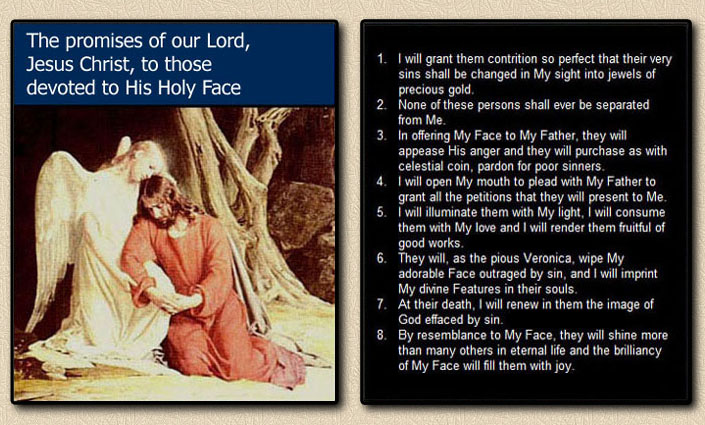 The promises of our Lord,
Jesus Christ, to those
devoted to His Holy Face
1. I will grant them contrition so perfect that their very
sins shall be changed in My sight into jewels of
precious gold.
2. None of these persons shall ever be separated
from Me.
3. In offering My Face to My Father, they will
appease His anger and they will purchase as with
celestial coin, pardon for poor sinners.
4. I will open My mouth to plead with My Father to
grant all the petitions that they will present to Me.
5. I will illuminate them with My light, I will consume
them with My love and I will render them fruitful of
good works.
6. They will, as the pious Veronica, wipe My
adorable Face outraged by sin, and I will imprint
My divine Features in their souls.
7. At their death, I will renew in them the image of
God effaced by sin.
8. By resemblance to My Face, they will shine more
than many others in eternal life and the brilliancy
of My Face will fill them with joy.